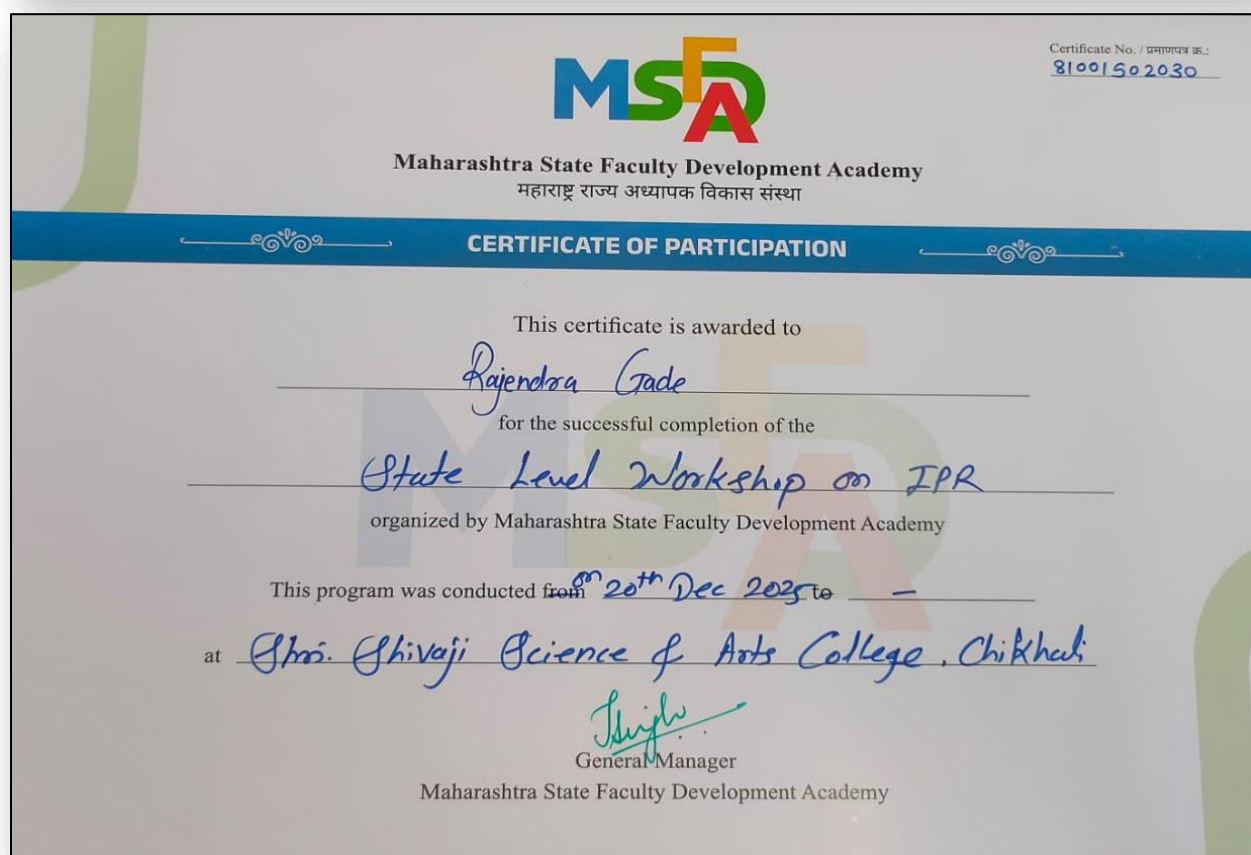 MSFDA
Certificate No. / प्रमाणपत्र क्र.:
81001502030
Maharashtra State Faculty Development Academy
महाराष्ट्र राज्य अध्यापक विकास संस्था
CERTIFICATE OF PARTICIPATION
This certificate is awarded to
Rajendra Gade
for the successful completion of the
State Level Workshop on IPR
organized by Maharashtra State Faculty Development Academy
This program was conducted from on 20th Dec 2025 to —
at Shri. Shivaji Science & Arts College, Chikhali
General Manager
Maharashtra State Faculty Development Academy